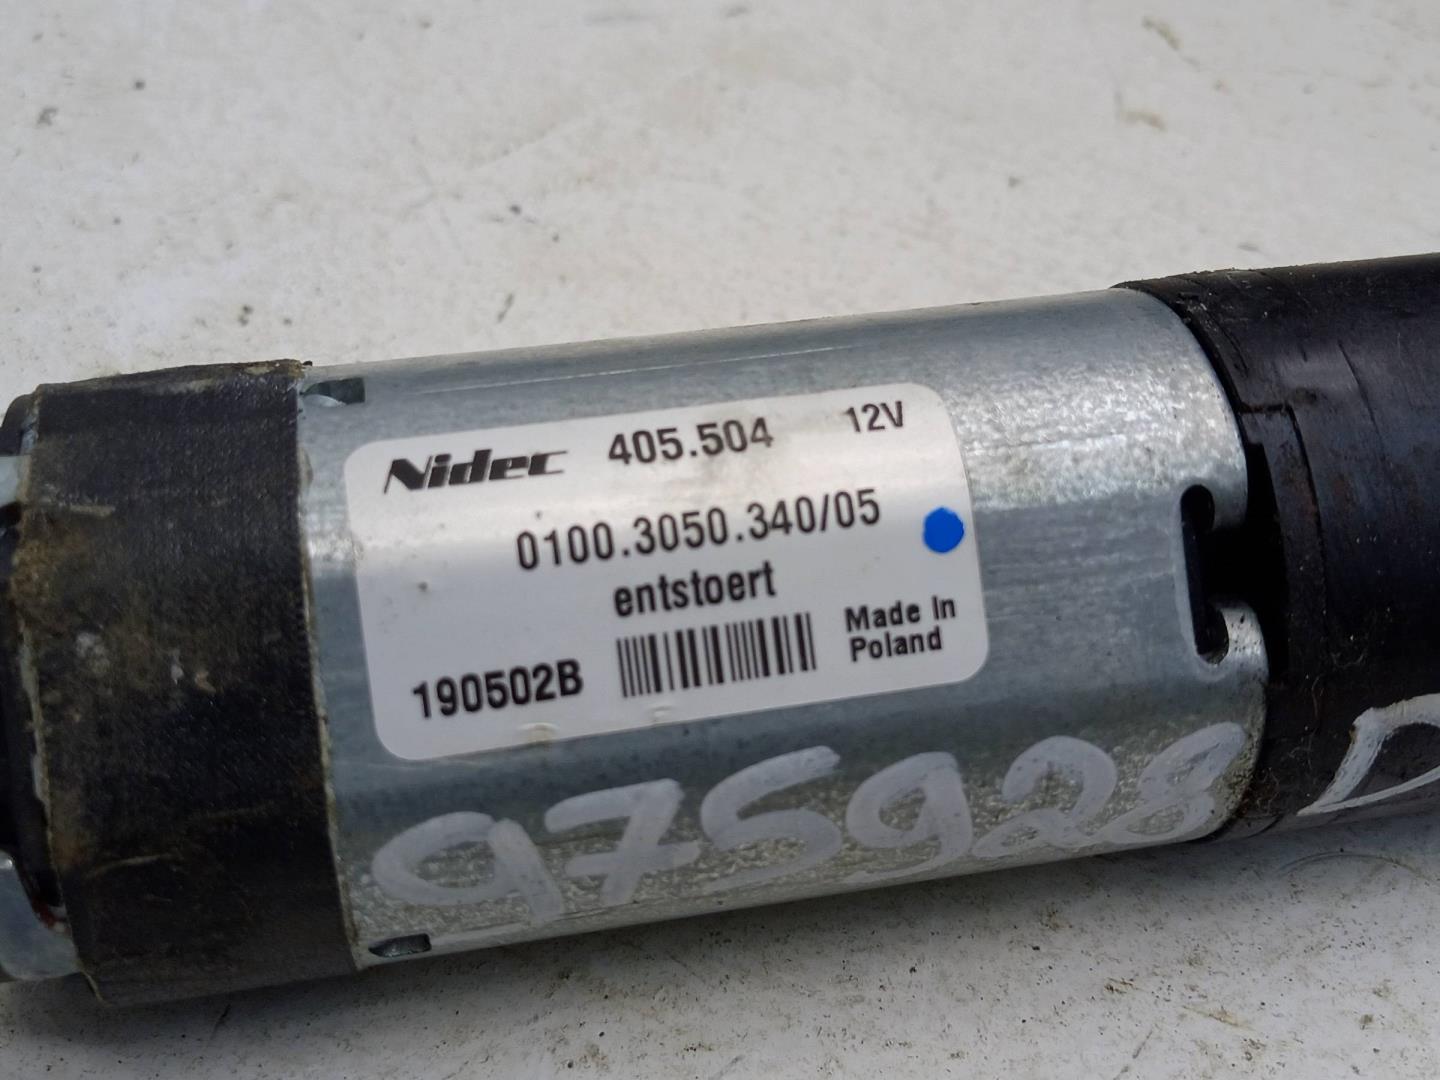 Nidec 405.504 12V
0100.3050.340/05
entstoert
190502B
Made In
Poland
975928